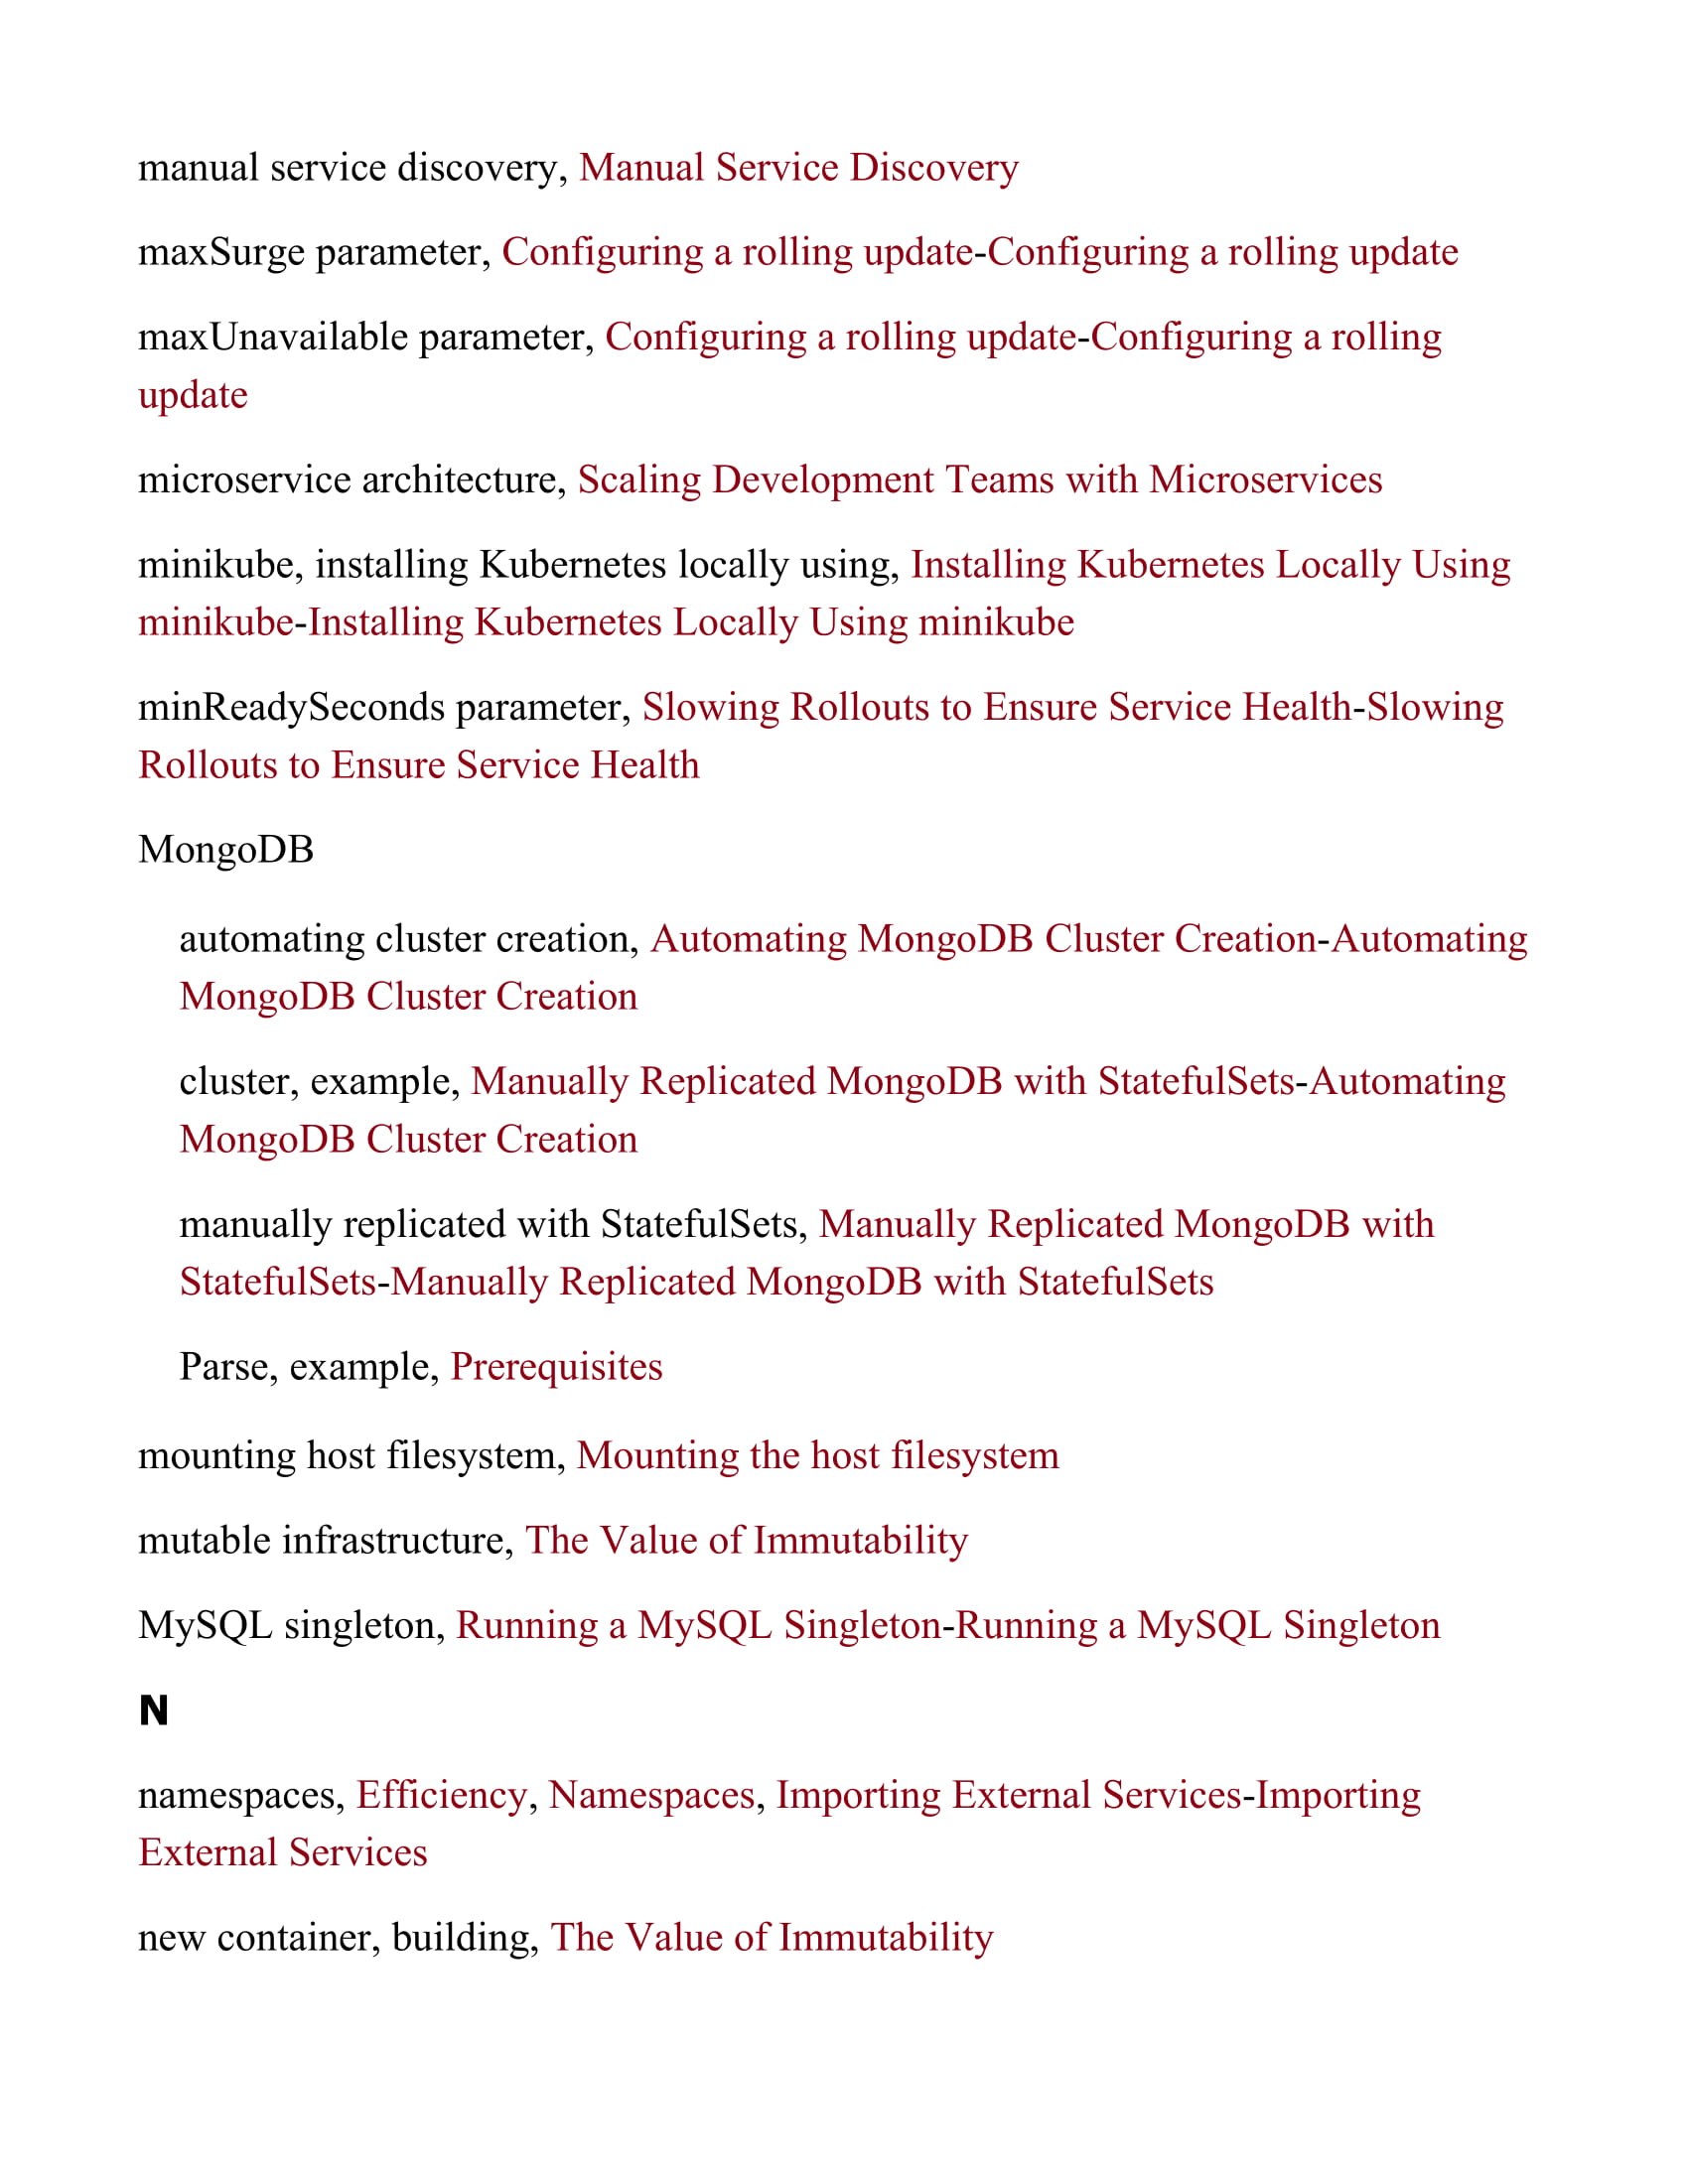 manual service discovery, Manual Service Discovery
maxSurge parameter, Configuring a rolling update-Configuring a rolling update
maxUnavailable parameter, Configuring a rolling update-Configuring a rolling
update
microservice architecture, Scaling Development Teams with Microservices
minikube, installing Kubernetes locally using, Installing Kubernetes Locally Using
minikube-Installing Kubernetes Locally Using minikube
minReadySeconds parameter, Slowing Rollouts to Ensure Service Health-Slowing
Rollouts to Ensure Service Health
MongoDB
automating cluster creation, Automating MongoDB Cluster Creation-Automating
MongoDB Cluster Creation
cluster, example, Manually Replicated MongoDB with StatefulSets-Automating
MongoDB Cluster Creation
manually replicated with StatefulSets, Manually Replicated MongoDB with
StatefulSets-Manually Replicated MongoDB with StatefulSets
Parse, example, Prerequisites
mounting host filesystem, Mounting the host filesystem
mutable infrastructure, The Value of Immutability
MySQL singleton, Running a MySQL Singleton-Running a MySQL Singleton
N
namespaces, Efficiency, Namespaces, Importing External Services-Importing
External Services
new container, building, The Value of Immutability